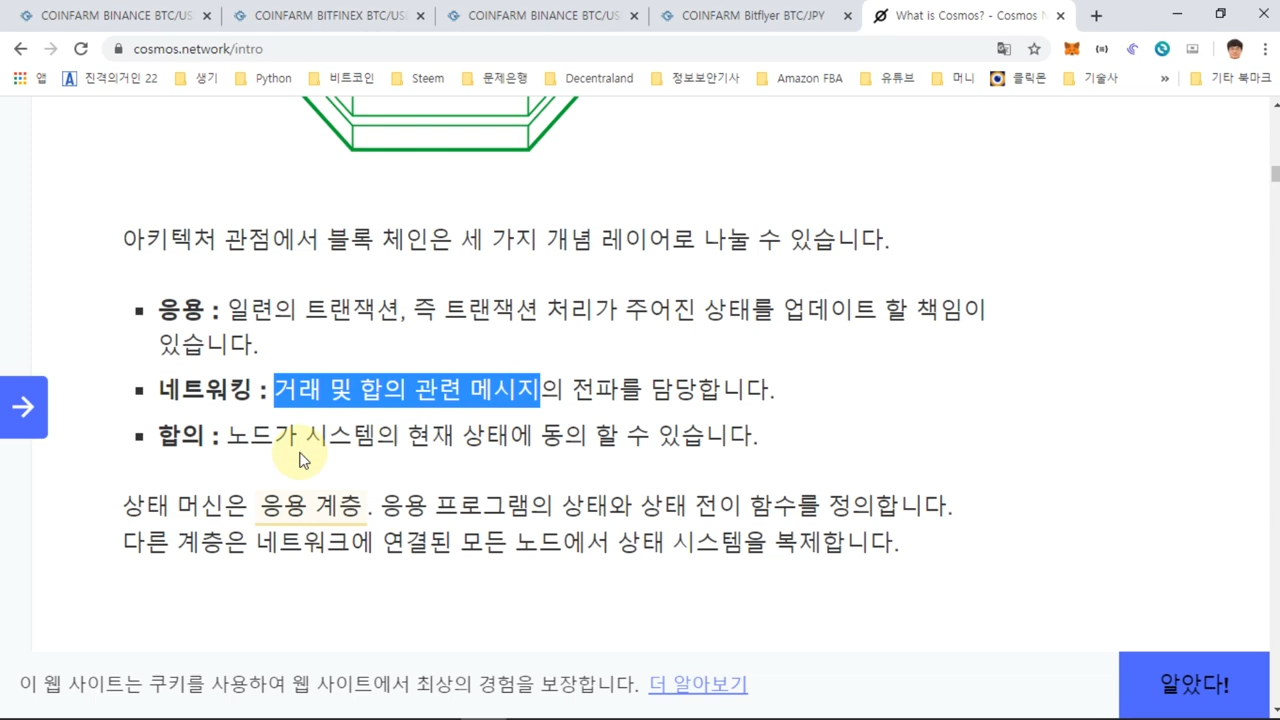 COINFARM BINANCE BTC/US
COINFARM BITFINEX BTC/US
COINFARM BINANCE BTC/US
COINFARM Bitflyer BTC/JPY
What is Cosmos? - Cosmos N
cosmos.network/intro
앱
진격의거인 22
생기
Python
비트코인
Steem
문제은행
Decentraland
정보보안기사
Amazon FBA
유튜브
머니
클릭몬
기술사
»
기타 북마크
아키텍처 관점에서 블록 체인은 세 가지 개념 레이어로 나눌 수 있습니다.
▪ 응용 : 일련의 트랜잭션, 즉 트랜잭션 처리가 주어진 상태를 업데이트 할 책임이
있습니다.
▪ 네트워킹 : 거래 및 합의 관련 메시지의 전파를 담당합니다.
▪ 합의 : 노드가 시스템의 현재 상태에 동의 할 수 있습니다.
상태 머신은 응용 계층. 응용 프로그램의 상태와 상태 전이 함수를 정의합니다.
다른 계층은 네트워크에 연결된 모든 노드에서 상태 시스템을 복제합니다.
이 웹 사이트는 쿠키를 사용하여 웹 사이트에서 최상의 경험을 보장합니다. 더 알아보기
알았다!